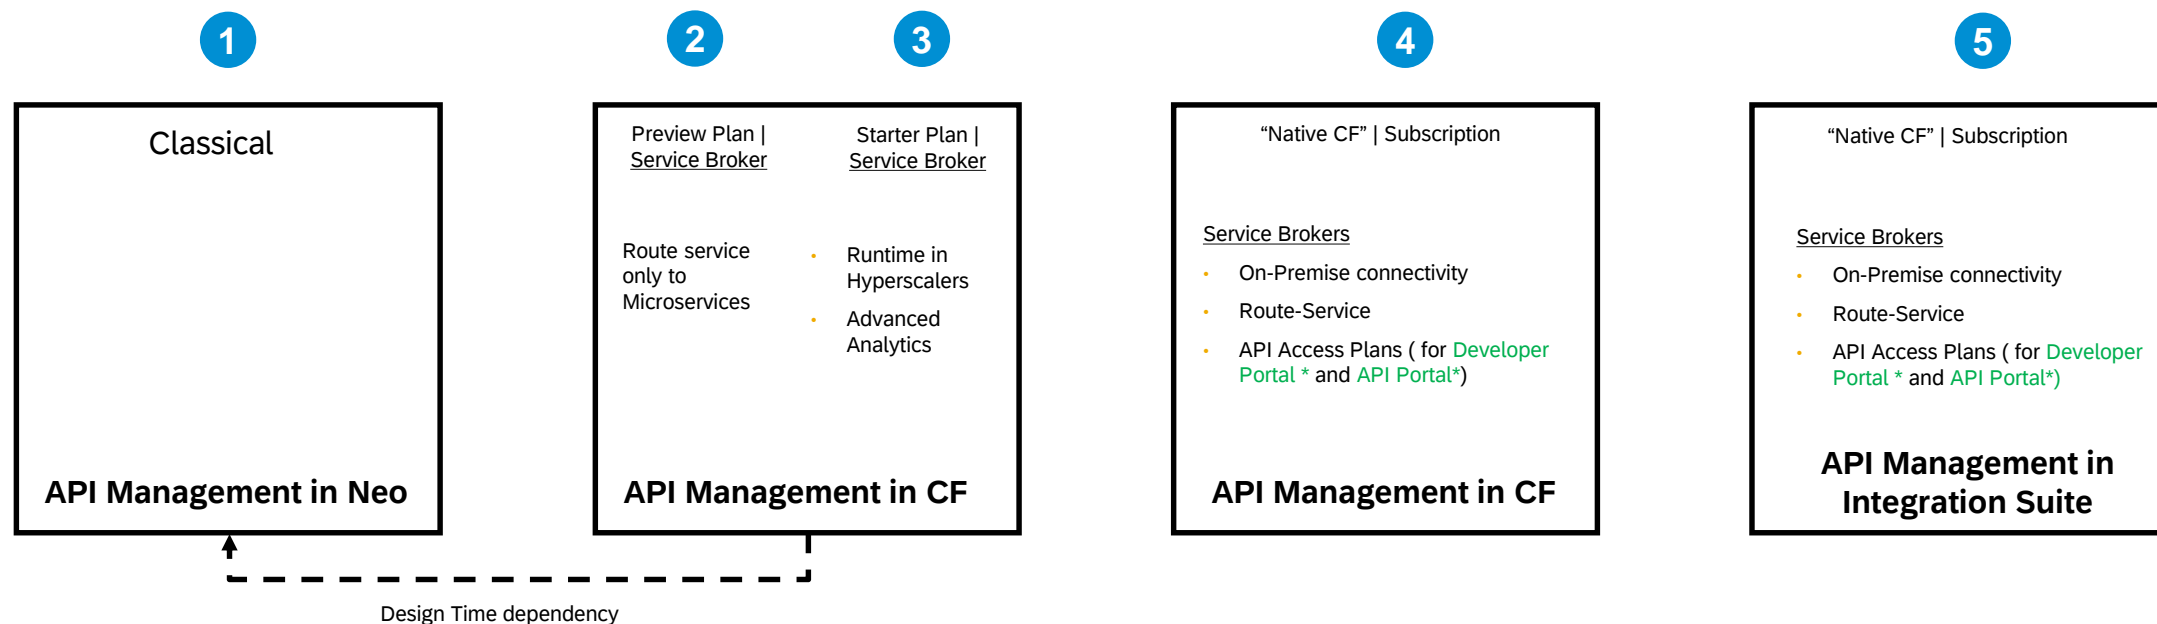 1
2
3
4
5
Classical
API Management in Neo
Preview Plan |
Service Broker
Route service
only to
Microservices
Starter Plan |
Service Broker
• Runtime in
Hyperscalers
• Advanced
Analytics
API Management in CF
“Native CF” | Subscription
Service Brokers
• On-Premise connectivity
• Route-Service
• API Access Plans ( for Developer
Portal * and API Portal*)
API Management in CF
“Native CF” | Subscription
Service Brokers
• On-Premise connectivity
• Route-Service
• API Access Plans ( for Developer
Portal * and API Portal*)
API Management in
Integration Suite
Design Time dependency